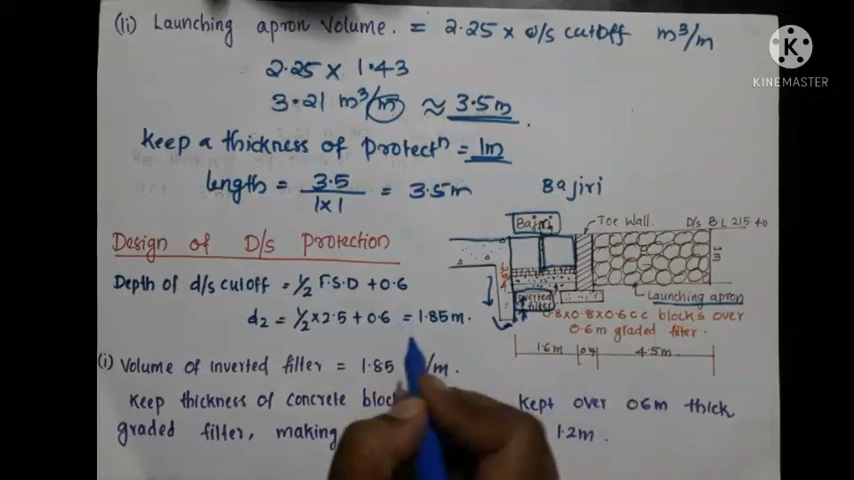 (ii) Launching apron Volume. = 2.25 x u/s cutoff m³/m
2.25 x 1.43
3.21 m³/m ≈ 3.5m
Keep a thickness of Protectⁿ = 1m
length = 3.5 / 1x1 = 3.5m
Bajiri
Design of D/s Protection
Depth of d/s cutoff = 1/2 F.S.D + 0.6
d2 = 1/2 x 2.5 + 0.6 = 1.85m.
(i) Volume of inverted filter = 1.85 /m.
Keep thickness of concrete bloc Kept over 06m thick
graded filter, making 1.2m.
Bajiri
Toe Wall.
D/s B L 215.40
1m
inverted filter
Launching apron
0.8x0.8x0.6 cc blocks over
0.6m graded filter.
1.6m
4.5m
K
KINEMASTER